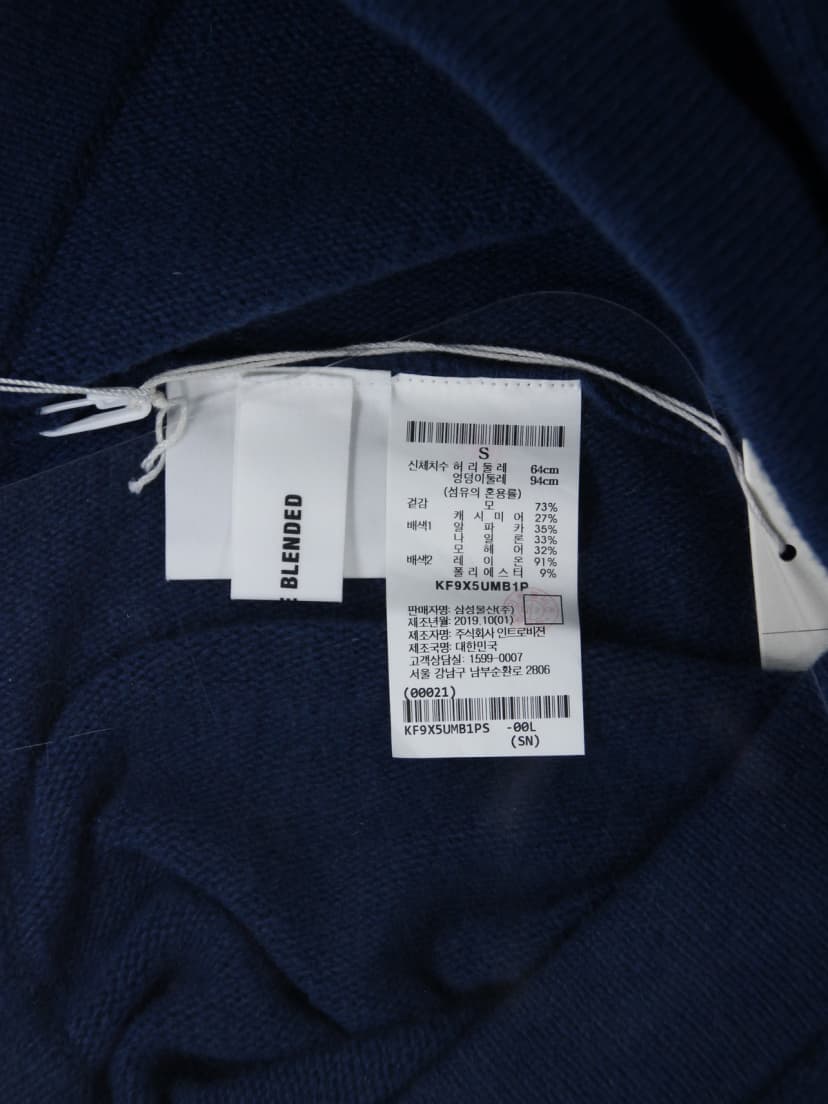 BLENDED
S
신체치수 허 리 둘 레 64cm
엉덩이둘레 94cm
(섬유의 혼용률)
겉감 모 73%
캐 시 미 어 27%
배색1 알 파 카 35%
나 일 론 33%
모 헤 어 32%
배색2 레 이 온 91%
폴 리 에 스 터 9%
KF9X5UMB1P
판매자명: 삼성물산(주)
제조년월: 2019.10(01)
제조자명: 주식회사 인트로비젼
제조국명: 대한민국
고객상담실: 1599-0007
서울 강남구 남부순환로 2806
(00021)
KF9X5UMB1PS -00L
(SN)